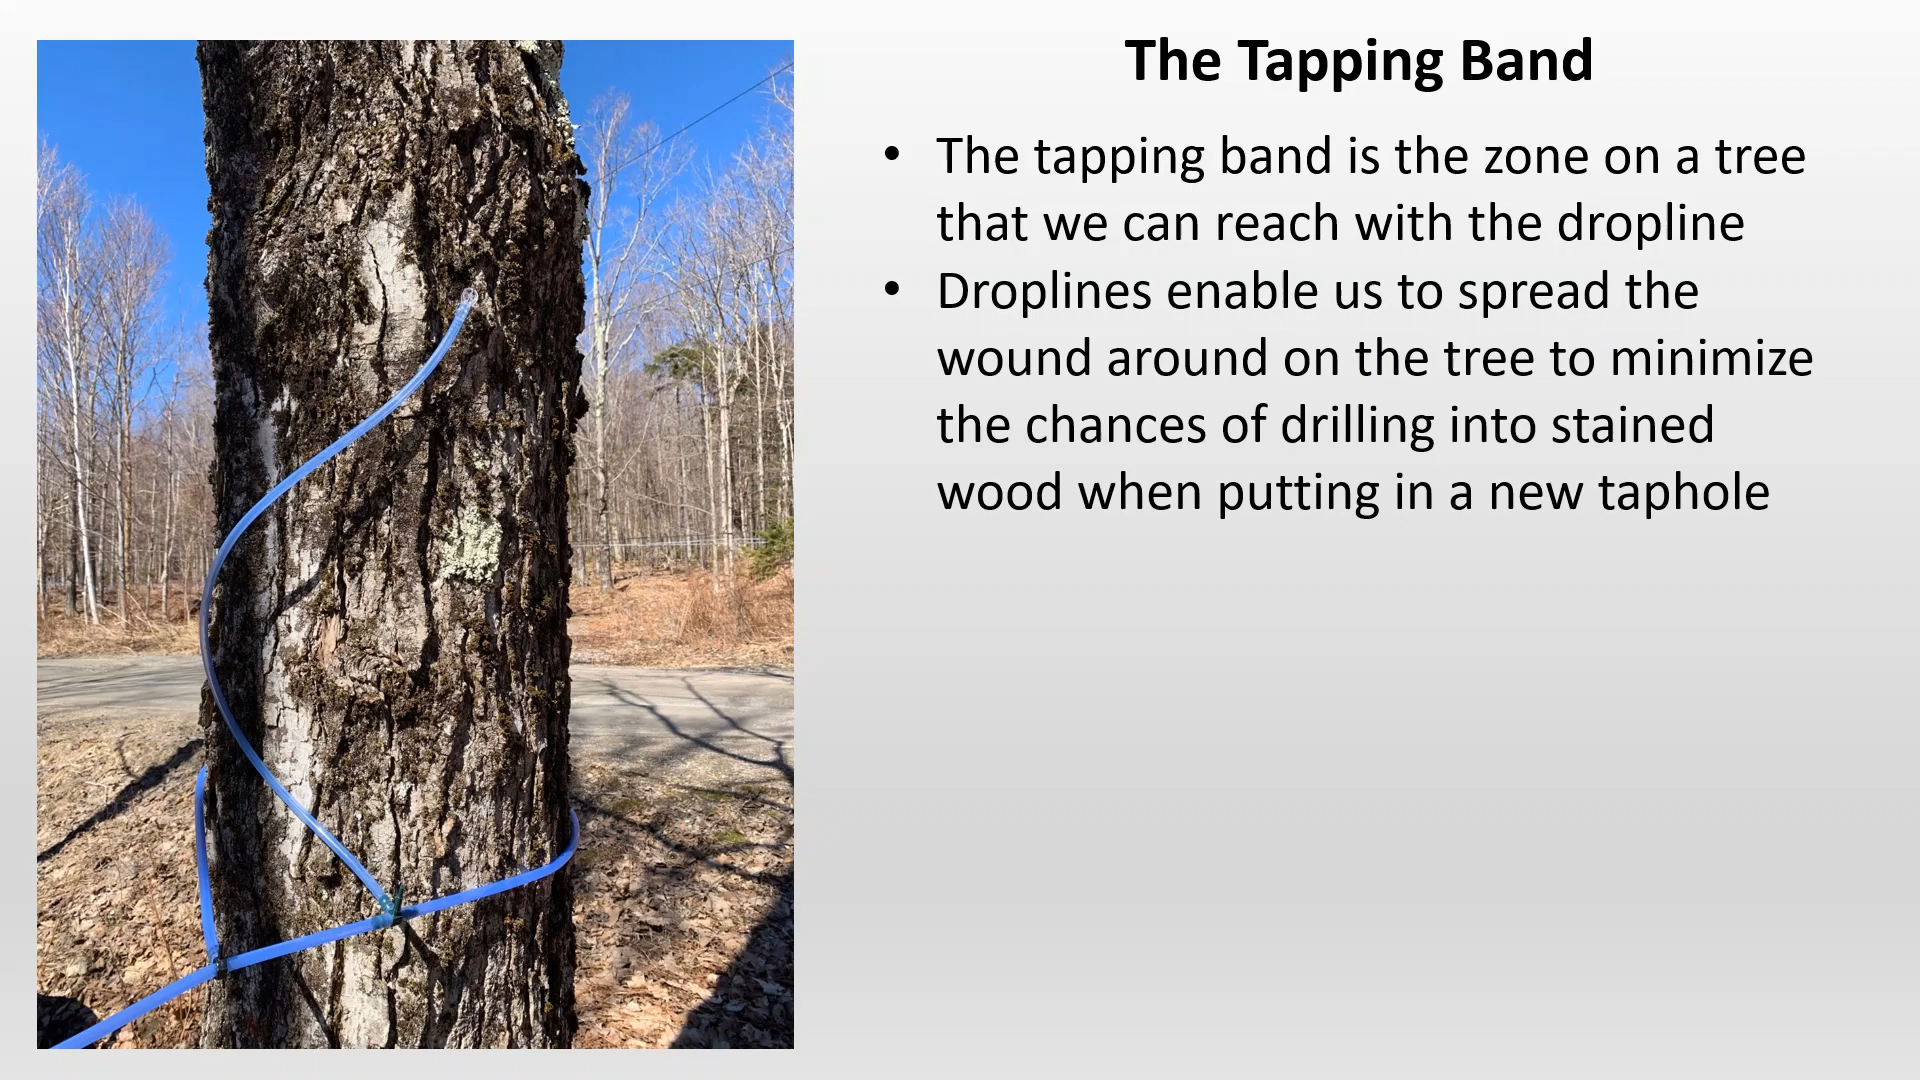 The Tapping Band
• The tapping band is the zone on a tree
that we can reach with the dropline
• Droplines enable us to spread the
wound around on the tree to minimize
the chances of drilling into stained
wood when putting in a new taphole